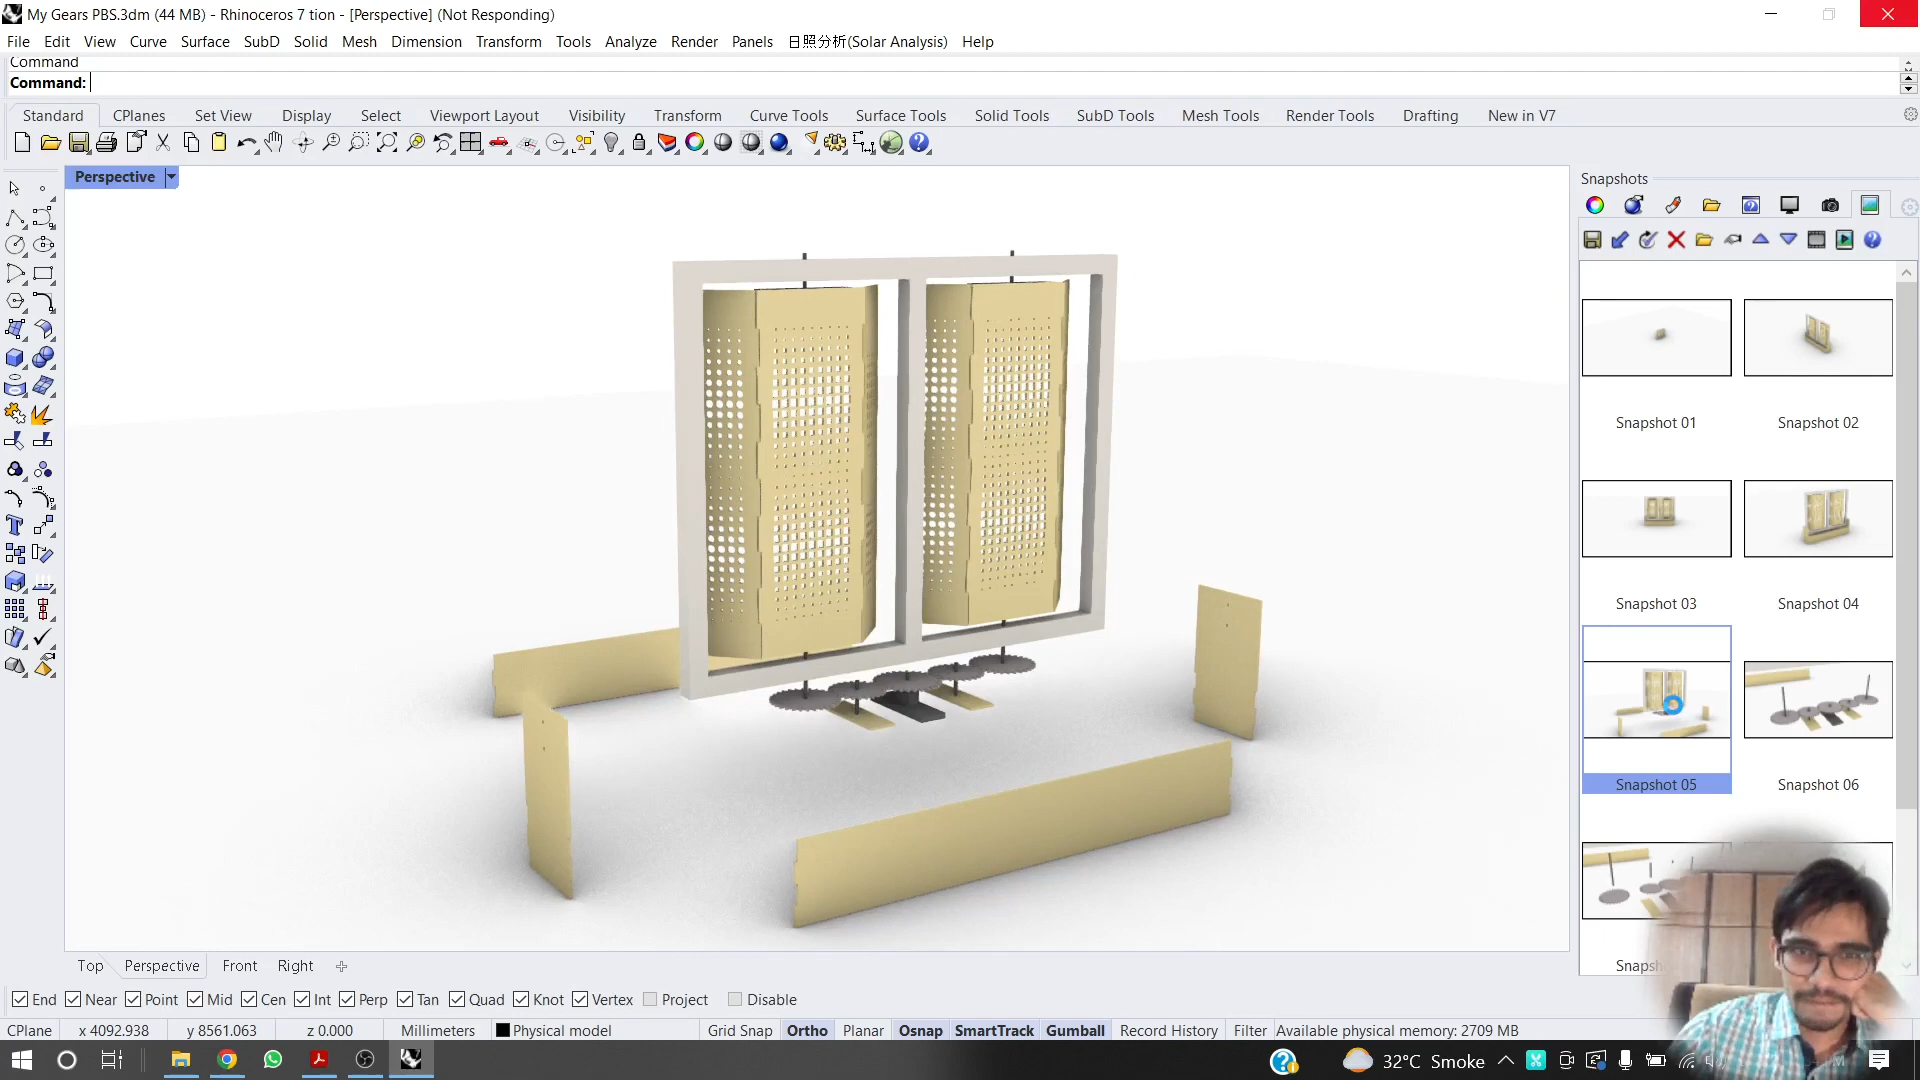 My Gears PBS.3dm (44 MB) - Rhinoceros 7 tion - [Perspective] (Not Responding)
File Edit View Curve Surface SubD Solid Mesh Dimension Transform Tools Analyze Render Panels 日照分析(Solar Analysis) Help
Command
Command:
Standard CPlanes Set View Display Select Viewport Layout Visibility Transform Curve Tools Surface Tools Solid Tools SubD Tools Mesh Tools Render Tools Drafting New in V7
Perspective
Snapshots
Snapshot 01 Snapshot 02
Snapshot 03 Snapshot 04
Snapshot 05 Snapshot 06
Top Perspective Front Right
End Near Point Mid Cen Int Perp Tan Quad Knot Vertex Project Disable
CPlane x 4092.938 y 8561.063 z 0.000 Millimeters Physical model Grid Snap Ortho Planar Osnap SmartTrack Gumball Record History Filter Available physical memory: 2709 MB
32°C Smoke